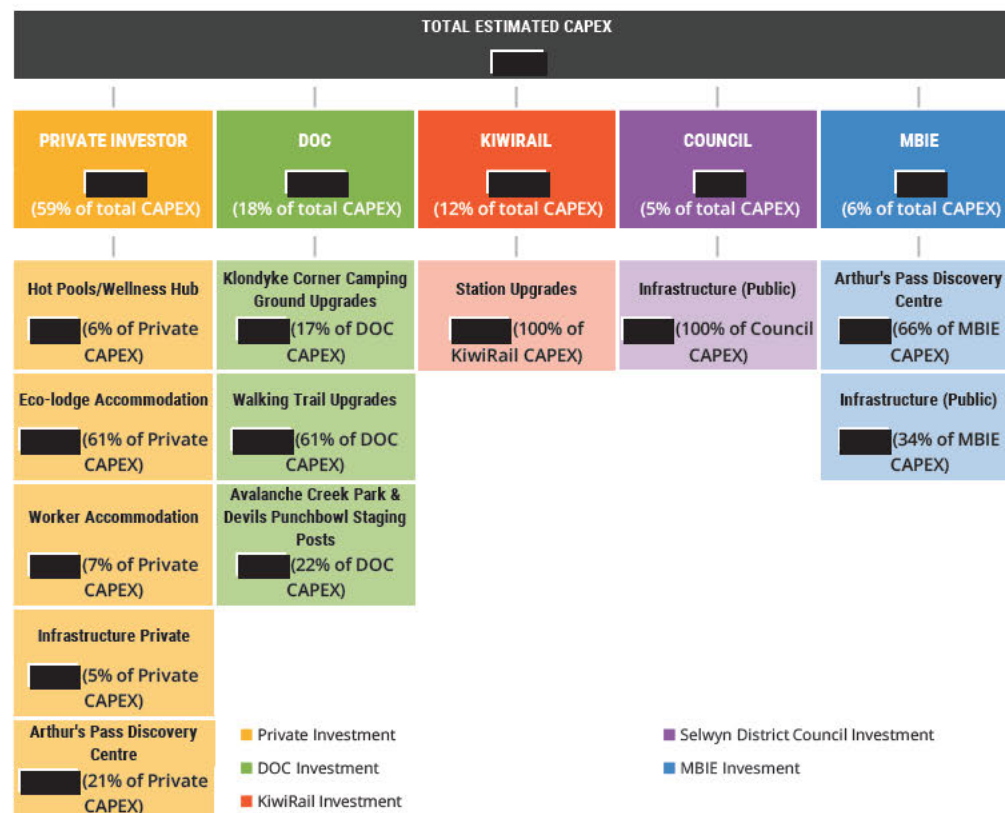 TOTAL ESTIMATED CAPEX
PRIVATE INVESTOR
(59% of total CAPEX)
DOC
(18% of total CAPEX)
KIWIRAIL
(12% of total CAPEX)
COUNCIL
(5% of total CAPEX)
MBIE
(6% of total CAPEX)
Hot Pools/Wellness Hub
(6% of Private
CAPEX)
Eco-lodge Accommodation
(61% of Private
CAPEX)
Worker Accommodation
(7% of Private
CAPEX)
Infrastructure Private
(5% of Private
CAPEX)
Arthur's Pass Discovery
Centre
(21% of Private
CAPEX)
Klondyke Corner Camping
Ground Upgrades
(17% of DOC
CAPEX)
Walking Trail Upgrades
(61% of DOC
CAPEX)
Avalanche Creek Park &
Devils Punchbowl Staging
Posts
(22% of DOC
CAPEX)
Station Upgrades
(100% of
KiwiRail CAPEX)
Infrastructure (Public)
(100% of Council
CAPEX)
Arthur's Pass Discovery
Centre
(66% of MBIE
CAPEX)
Infrastructure (Public)
(34% of MBIE
CAPEX)
Private Investment
DOC Investment
KiwiRail Investment
Selwyn District Council Investment
MBIE Invesment